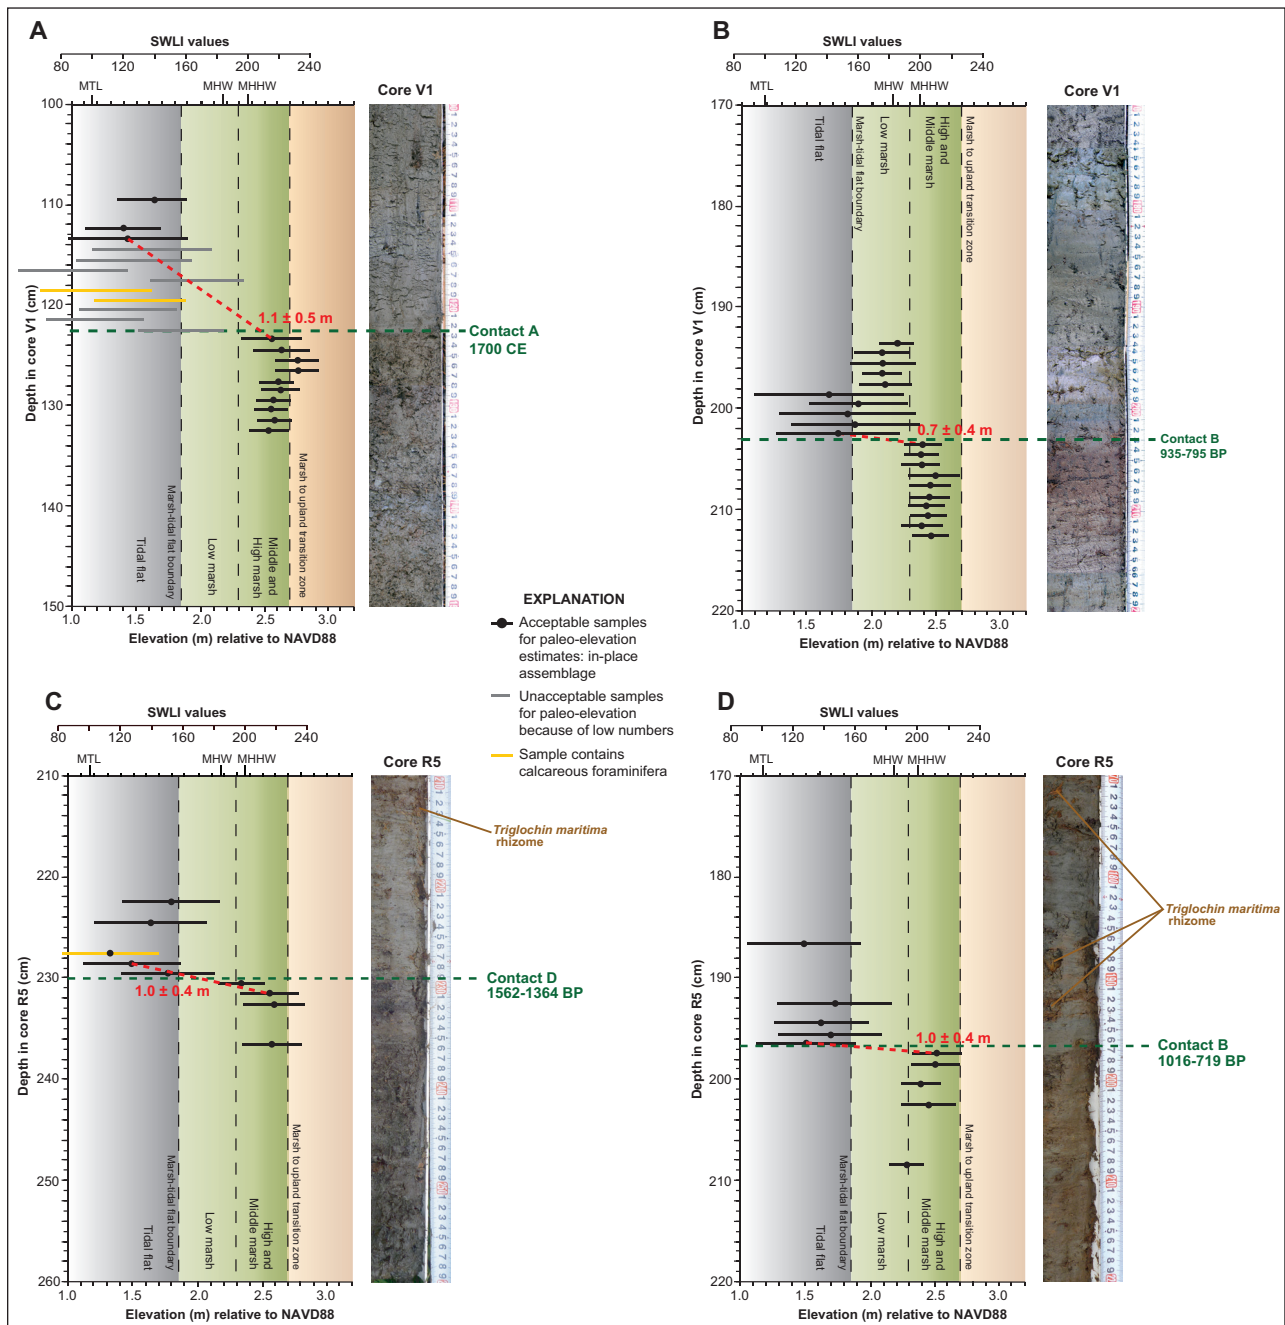 A
SWLI values
80 120 160 200 240
MTL MHW MHHW
Core V1
100
110
120
130
140
150
Depth in core V1 (cm)
1.1 ± 0.5 m
Contact A
1700 CE
Tidal flat
Marsh-tidal flat boundary
Low marsh
Middle and
High marsh
Marsh to upland transition zone
1.0 2.0 2.5 3.0
Elevation (m) relative to NAVD88
B
SWLI values
80 120 160 200 240
MTL MHW MHHW
Core V1
170
180
190
200
210
220
Depth in core V1 (cm)
Tidal flat
Marsh-tidal flat boundary
Low marsh
High and
Middle marsh
Marsh to upland transition zone
0.7 ± 0.4 m
Contact B
935-795 BP
1.0 2.0 2.5 3.0
Elevation (m) relative to NAVD88
EXPLANATION
Acceptable samples
for paleo-elevation
estimates: in-place
assemblage
Unacceptable samples
for paleo-elevation
because of low numbers
Sample contains
calcareous foraminifera
C
SWLI values
80 120 160 200 240
MTL MHW MHHW
Core R5
210
220
230
240
250
260
Depth in core R5 (cm)
Triglochin maritima
rhizome
1.0 ± 0.4 m
Contact D
1562-1364 BP
Tidal flat
Marsh-tidal flat boundary
Low marsh
High and
Middle marsh
Marsh to upland transition zone
1.0 2.0 2.5 3.0
Elevation (m) relative to NAVD88
D
SWLI values
80 120 160 200 240
MTL MHW MHHW
Core R5
170
180
190
200
210
220
Depth in core R5 (cm)
Triglochin maritima
rhizome
1.0 ± 0.4 m
Contact B
1016-719 BP
Tidal flat
Marsh-tidal flat boundary
Low marsh
High and
Middle marsh
Marsh to upland transition zone
1.0 2.0 2.5 3.0
Elevation (m) relative to NAVD88